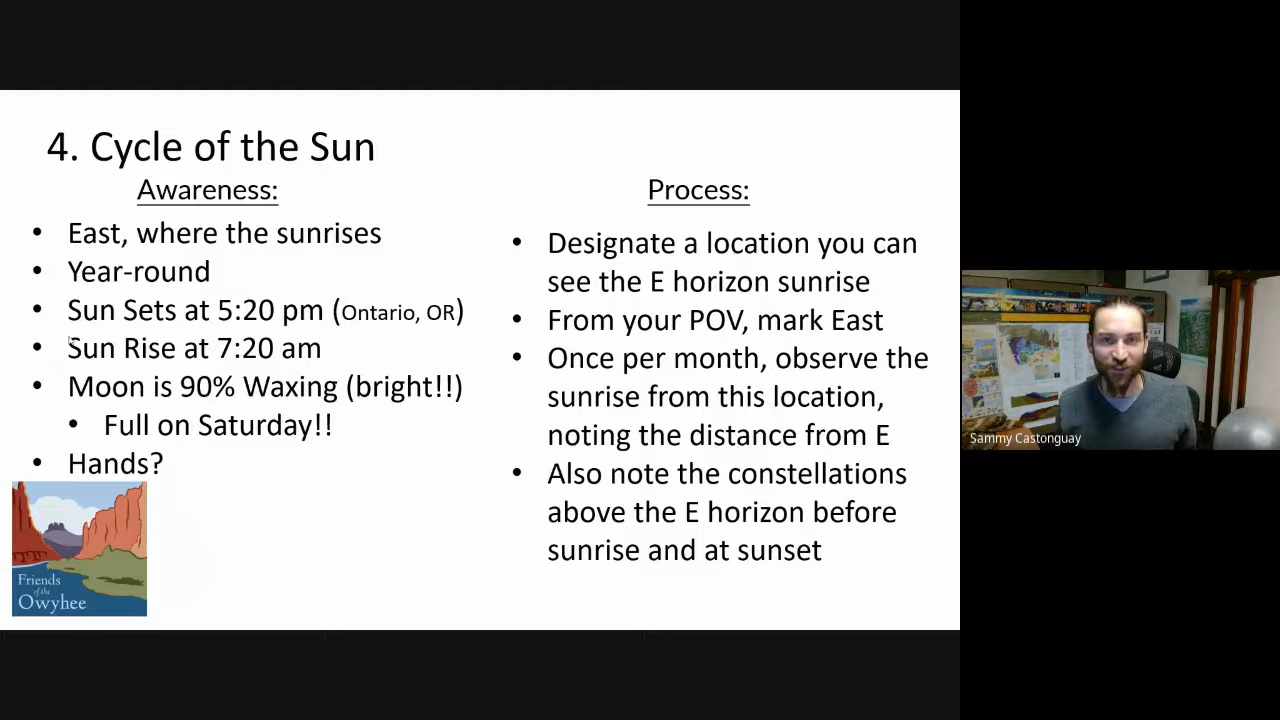 4. Cycle of the Sun
Awareness:
• East, where the sunrises
• Year-round
• Sun Sets at 5:20 pm (Ontario, OR)
• Sun Rise at 7:20 am
• Moon is 90% Waxing (bright!!)
• Full on Saturday!!
• Hands?
Process:
• Designate a location you can
see the E horizon sunrise
• From your POV, mark East
• Once per month, observe the
sunrise from this location,
noting the distance from E
• Also note the constellations
above the E horizon before
sunrise and at sunset
Friends
of the
Owyhee
Sammy Castonguay